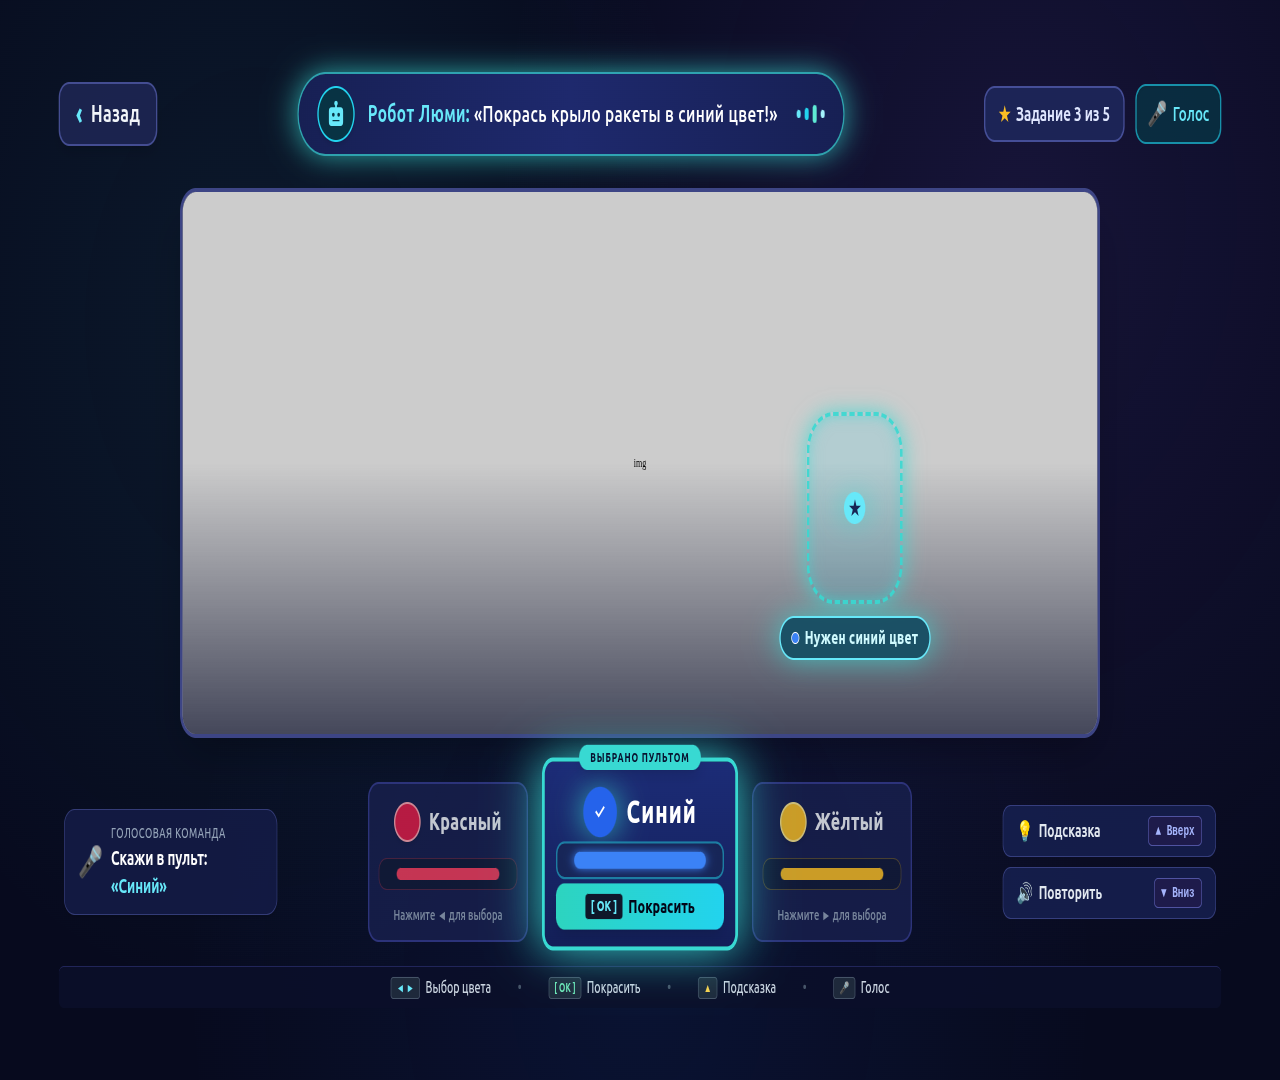 ‹ Назад
Робот Люми: «Покрась крыло ракеты в синий цвет!»
★ Задание 3 из 5
Голос
img
Нужен синий цвет
ВЫБРАНО ПУЛЬТОМ
ГОЛОСОВАЯ КОМАНДА
Скажи в пульт:
«Синий»
Красный
Нажмите ◄ для выбора
Синий
[OK] Покрасить
Жёлтый
Нажмите ► для выбора
Подсказка ▲ Вверх
Повторить ▼ Вниз
◄ ► Выбор цвета • [OK] Покрасить • ▲ Подсказка • Голос